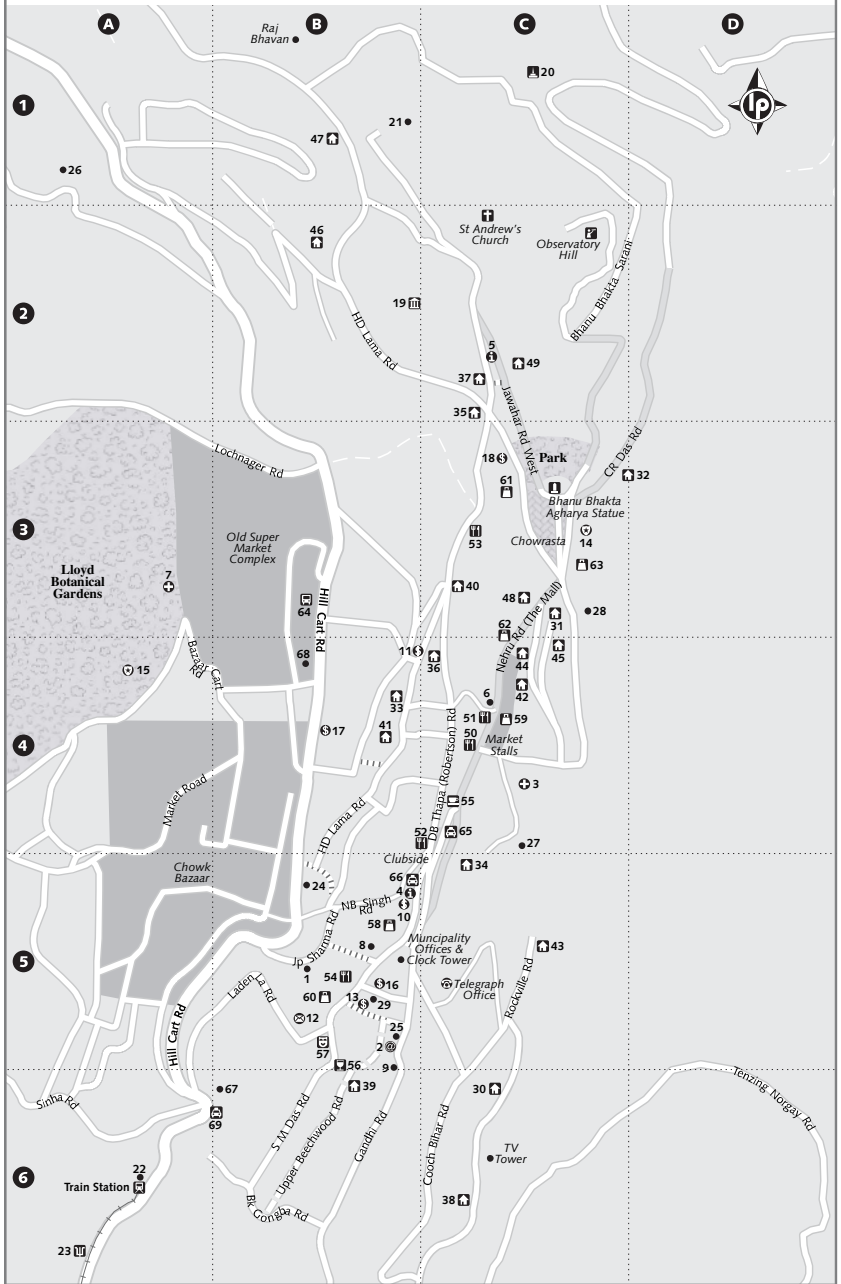 A
B
C
D
Raj
Bhavan
20
lp
1
21
47
26
St Andrew's
Church
46
Observatory
Hill
Bhanu Bhakta Sarani
2
19
HD Lama Rd
5
49
37
35
Jawahar Rd West
Lochnager Rd
18
Park
CR Das Rd
32
61
Bhanu Bhakta
Agharya Statue
3
53
14
Old Super
Market
Complex
Chowrasta
Lloyd
Botanical
Gardens
7
63
40
64
Hill Cart Rd
48
28
31
62
Nehru Rd (The Mall)
Bazaar Cart
Rd
68
11
36
44
45
15
42
33
6
51
59
17
41
50
Market
Stalls
4
DB Thapa (Robertson) Rd
3
Market Road
55
HD Lama Rd
52
65
27
Clubside
34
Chowk
Bazaar
66
24
4
NB Singh
Rd
10
58
Muncipality
Offices &
Clock Tower
8
43
5
Jp Sharma Rd
1
54
16
Telegraph
Office
Laden La Rd
60
13
29
Rockville Rd
12
25
Hill Cart Rd
57
2
56
9
67
39
30
Tenzing Norgay Rd
Sinha Rd
69
S M Das Rd
Upper Beechwood Rd
Gandhi Rd
Cooch Bihar Rd
TV
Tower
22
6
Train Station
38
Bk Gongba Rd
23